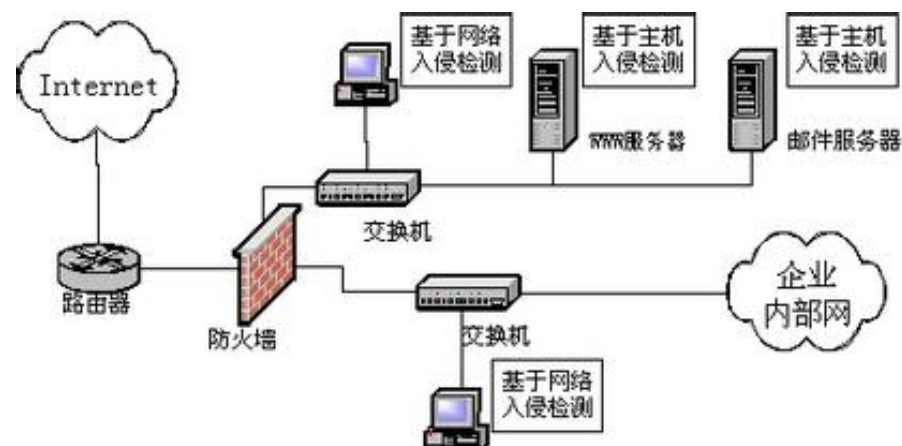 Internet
基于网络
入侵检测
基于主机
入侵检测
基于主机
入侵检测
WWW服务器
邮件服务器
交换机
路由器
防火墙
企业
内部网
交换机
基于网络
入侵检测